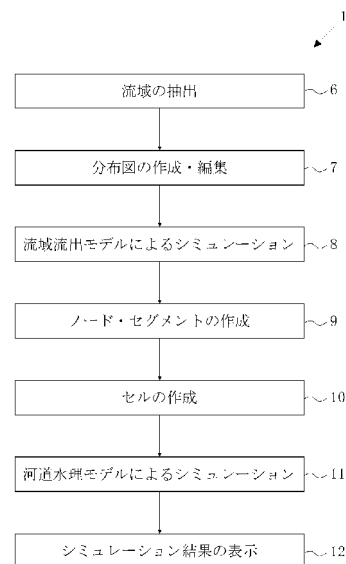 1
流域の抽出 6
分布図の作成・編集 7
流域流出モデルによるシミュレーション 8
ノード・セグメントの作成 9
セルの作成 10
河道水理モデルによるシミュレーション 11
シミュレーション結果の表示 12